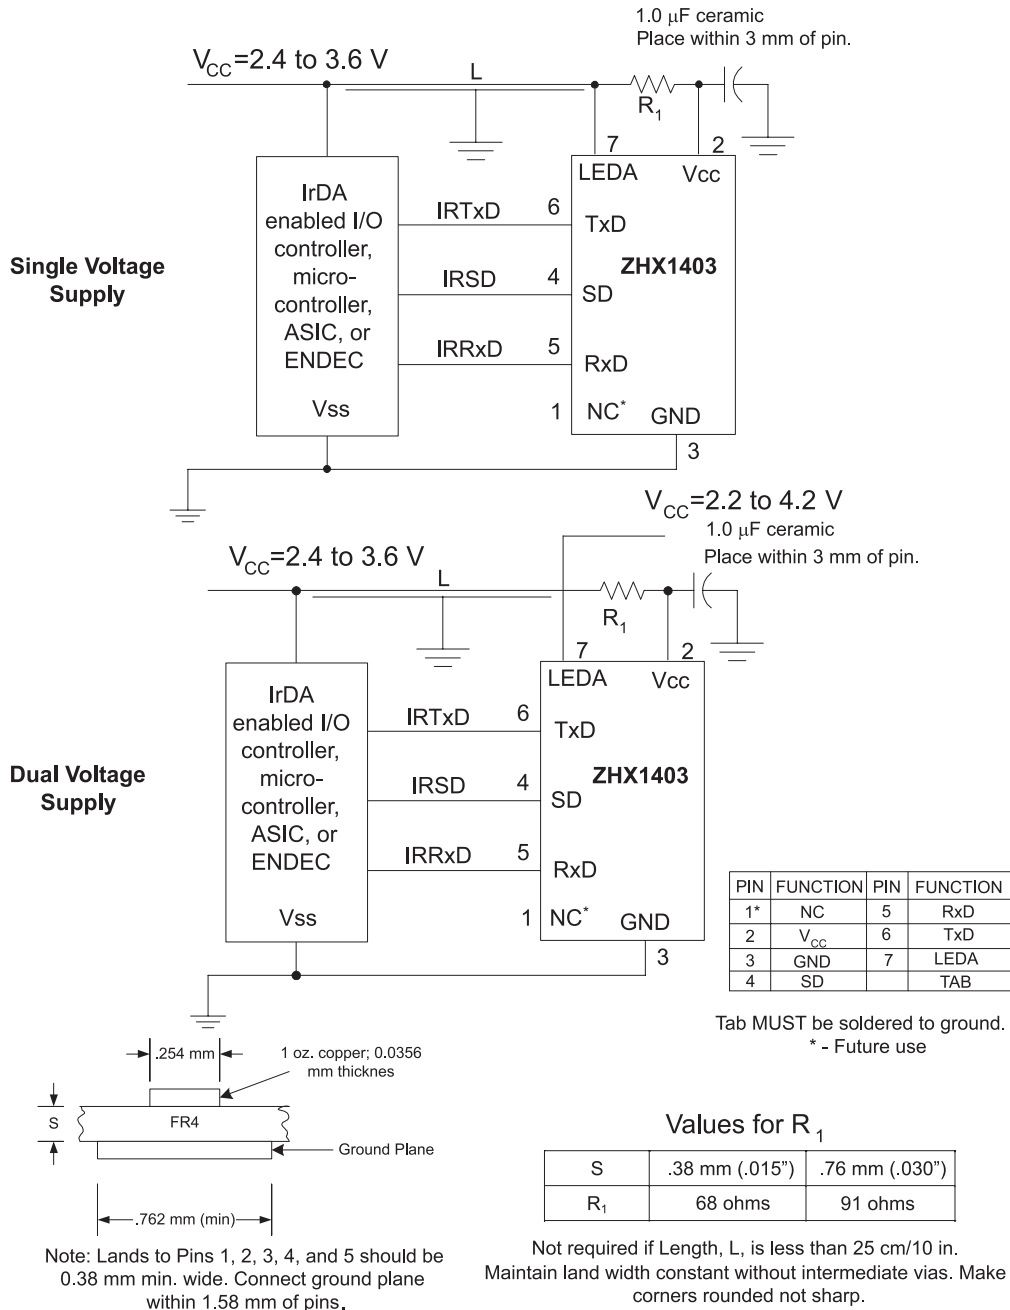 1.0 μF ceramic
Place within 3 mm of pin.
VCC=2.4 to 3.6 V
L
R1
7
2
LEDA
Vcc
IrDA
enabled I/O
controller,
micro-
controller,
ASIC, or
ENDEC
Vss
IRTxD
6
TxD
Single Voltage
Supply
ZHX1403
IRSD
4
SD
IRRxD
5
RxD
1
NC*
GND
3
VCC=2.2 to 4.2 V
1.0 μF ceramic
Place within 3 mm of pin.
VCC=2.4 to 3.6 V
L
R1
7
2
LEDA
Vcc
IrDA
enabled I/O
controller,
micro-
controller,
ASIC, or
ENDEC
Vss
IRTxD
6
TxD
Dual Voltage
Supply
ZHX1403
IRSD
4
SD
IRRxD
5
RxD
1
NC*
GND
3
PIN FUNCTION PIN FUNCTION
1* NC 5 RxD
2 VCC 6 TxD
3 GND 7 LEDA
4 SD TAB
Tab MUST be soldered to ground.
* - Future use
.254 mm
1 oz. copper; 0.0356
mm thicknes
S
FR4
Ground Plane
.762 mm (min)
Note: Lands to Pins 1, 2, 3, 4, and 5 should be
0.38 mm min. wide. Connect ground plane
within 1.58 mm of pins.
Values for R1
S .38 mm (.015”) .76 mm (.030”)
R1 68 ohms 91 ohms
Not required if Length, L, is less than 25 cm/10 in.
Maintain land width constant without intermediate vias. Make
corners rounded not sharp.